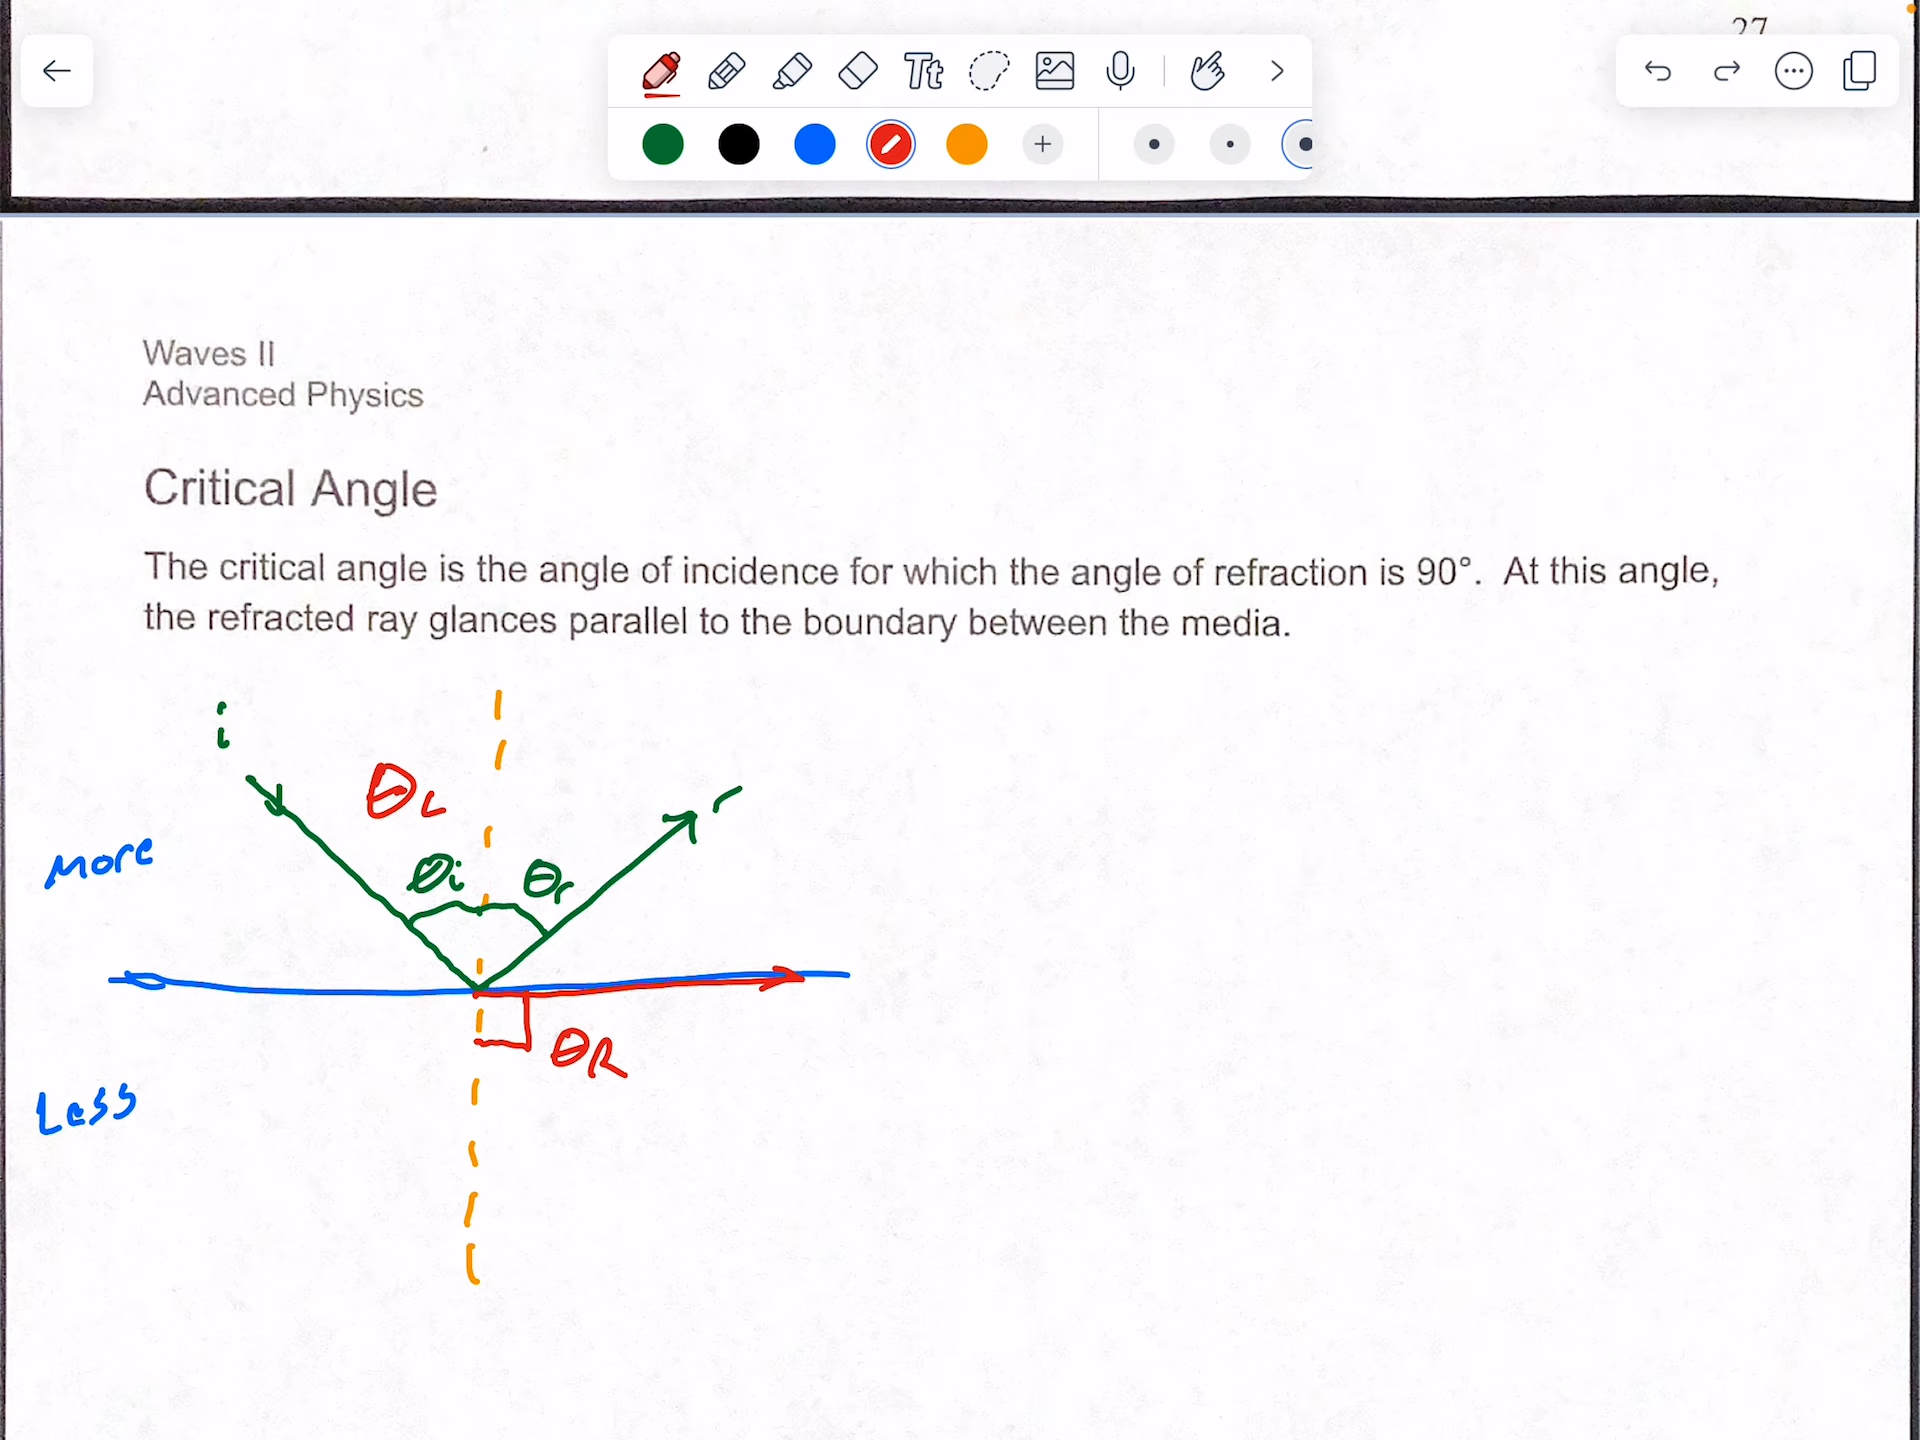 27
Tt
Waves II
Advanced Physics
Critical Angle
The critical angle is the angle of incidence for which the angle of refraction is 90°. At this angle,
the refracted ray glances parallel to the boundary between the media.
i
θc
r
More
θi θr
θR
Less